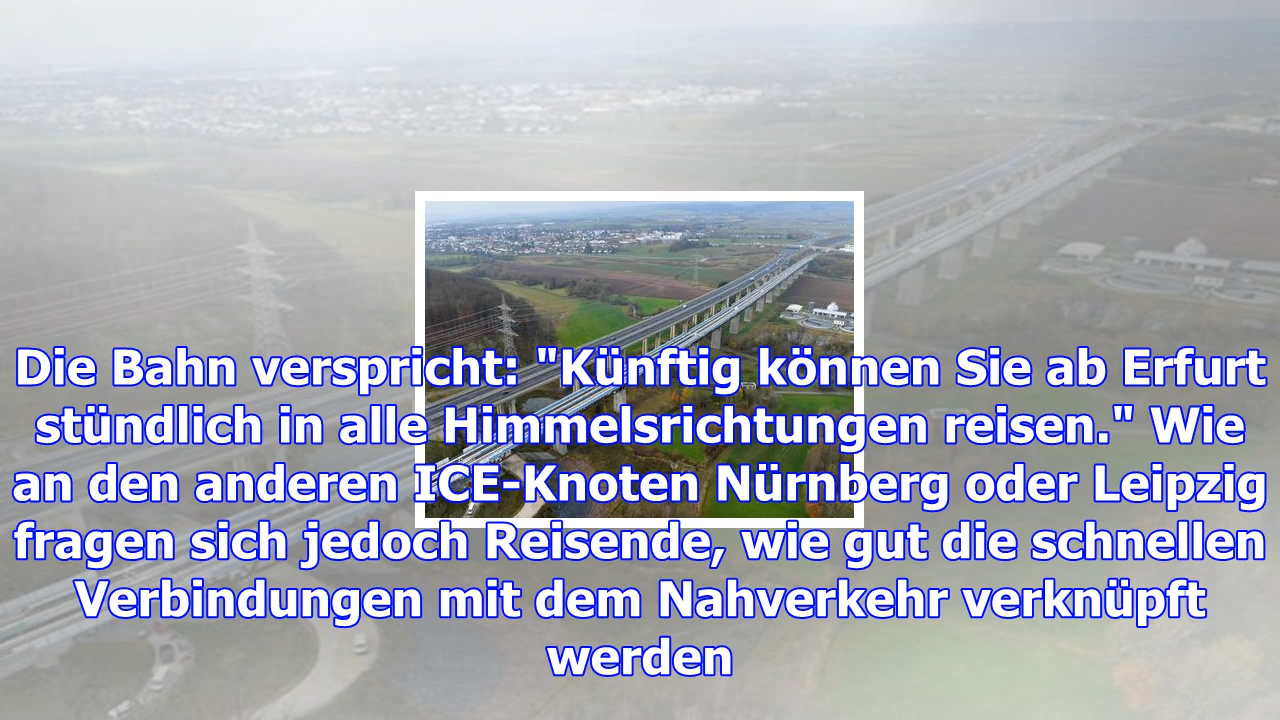 Die Bahn verspricht: "Künftig können Sie ab Erfurt
stündlich in alle Himmelsrichtungen reisen." Wie
an den anderen ICE-Knoten Nürnberg oder Leipzig
fragen sich jedoch Reisende, wie gut die schnellen
Verbindungen mit dem Nahverkehr verknüpft
werden